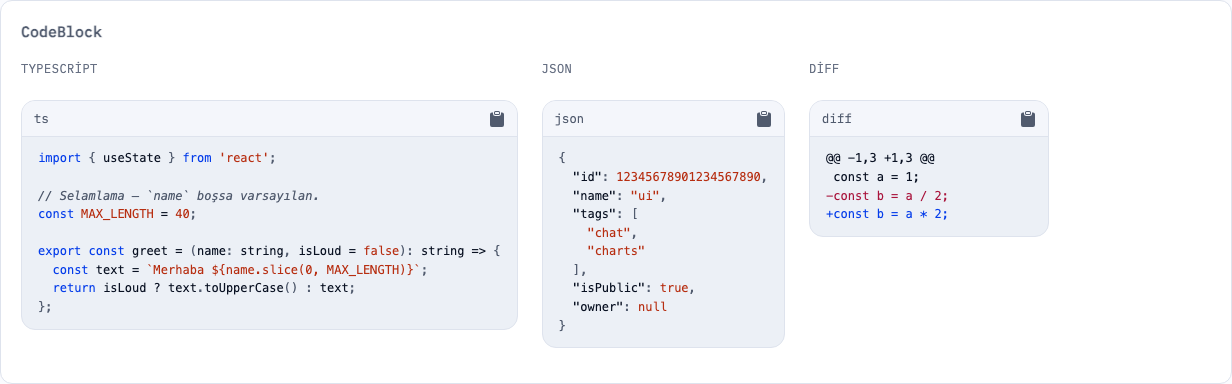 CodeBlock
TYPESCRİPT
ts
import { useState } from 'react';

// Selamlama — `name` boşsa varsayılan.
const MAX_LENGTH = 40;

export const greet = (name: string, isLoud = false): string => {
  const text = `Merhaba ${name.slice(0, MAX_LENGTH)}`;
  return isLoud ? text.toUpperCase() : text;
};
JSON
json
{
  "id": 12345678901234567890,
  "name": "ui",
  "tags": [
    "chat",
    "charts"
  ],
  "isPublic": true,
  "owner": null
}
DİFF
diff
@@ −1,3 +1,3 @@
 const a = 1;
−const b = a / 2;
+const b = a * 2;